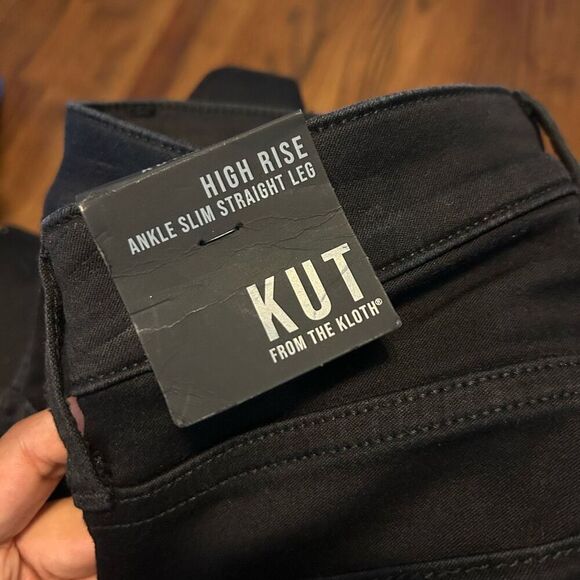 HIGH RISE
ANKLE SLIM STRAIGHT LEG
KUT
FROM THE KLOTH®